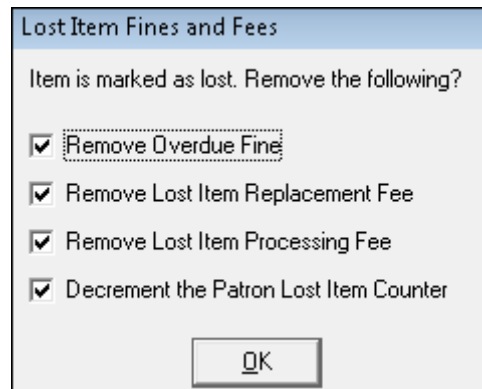 Lost Item Fines and Fees
Item is marked as lost. Remove the following?
Remove Overdue Fine
Remove Lost Item Replacement Fee
Remove Lost Item Processing Fee
Decrement the Patron Lost Item Counter
OK